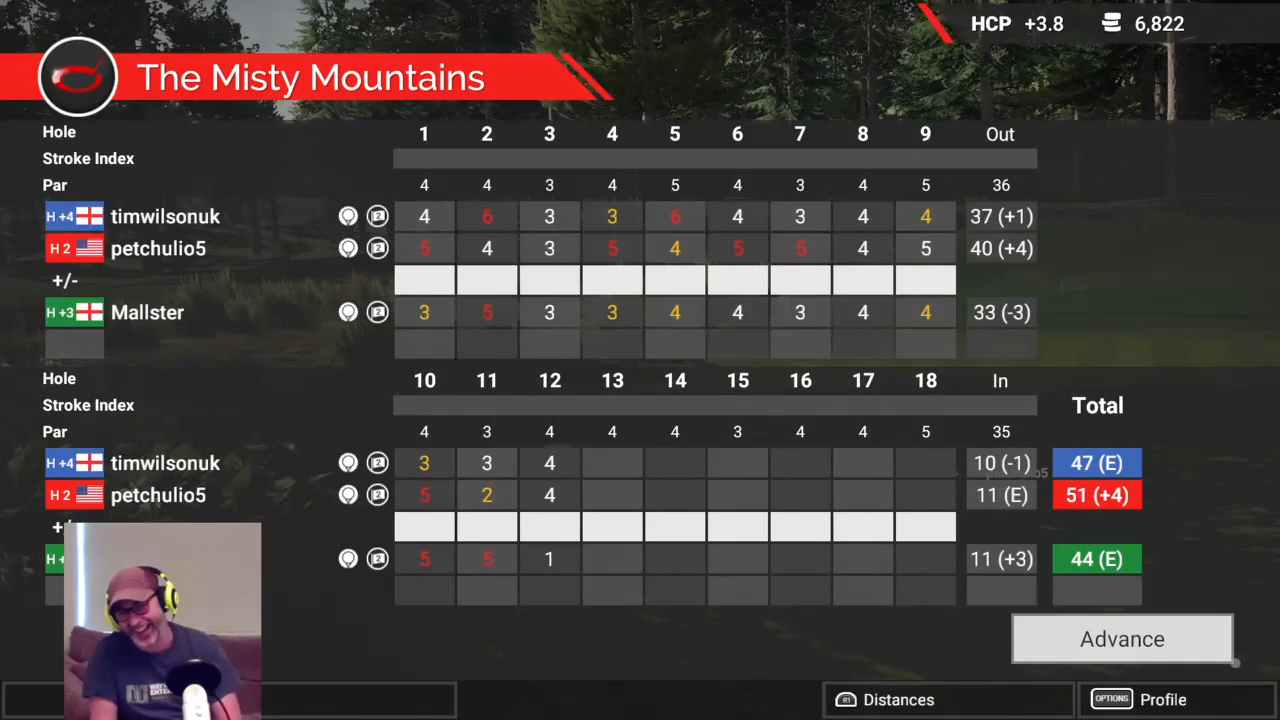 HCP +3.8 6,822
The Misty Mountains
Hole 1 2 3 4 5 6 7 8 9 Out
Stroke Index
Par 4 4 3 4 5 4 3 4 5 36
H +4 timwilsonuk 4 6 3 3 6 4 3 4 4 37 (+1)
H 2 petchulio5 5 4 3 5 4 5 5 4 5 40 (+4)
+/-
H +3 Mallster 3 5 3 3 4 4 3 4 4 33 (-3)
Hole 10 11 12 13 14 15 16 17 18 In
Stroke Index Total
Par 4 3 4 4 4 3 4 4 5 35
H +4 timwilsonuk 3 3 4 10 (-1) 47 (E)
H 2 petchulio5 5 2 4 11 (E) 51 (+4)
5 5 1 11 (+3) 44 (E)
Advance
R1 Distances OPTIONS Profile